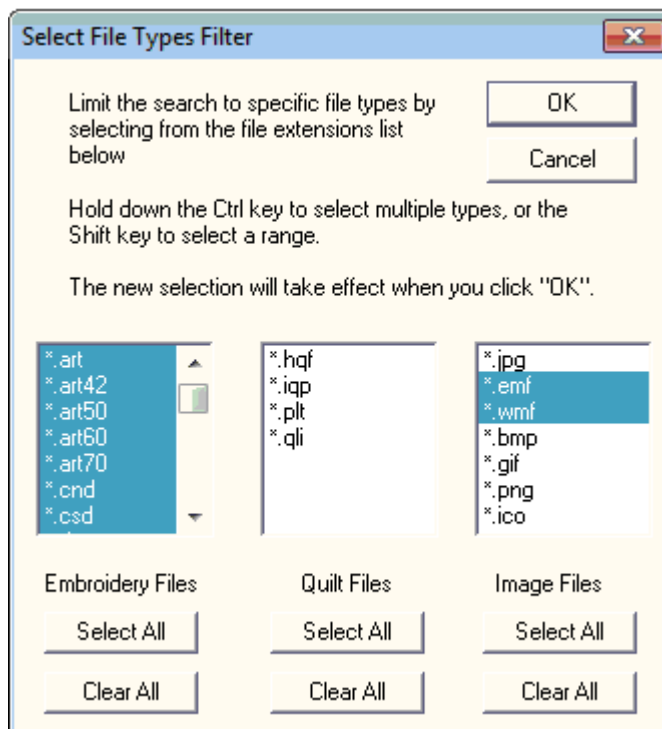 Select File Types Filter
Limit the search to specific file types by
selecting from the file extensions list
below
OK
Cancel
Hold down the Ctrl key to select multiple types, or the
Shift key to select a range.
The new selection will take effect when you click "OK".
*.art
*.art42
*.art50
*.art60
*.art70
*.cnd
*.csd
*.hqf
*.iqp
*.plt
*.qli
*.jpg
*.emf
*.wmf
*.bmp
*.gif
*.png
*.ico
Embroidery Files
Quilt Files
Image Files
Select All
Select All
Select All
Clear All
Clear All
Clear All